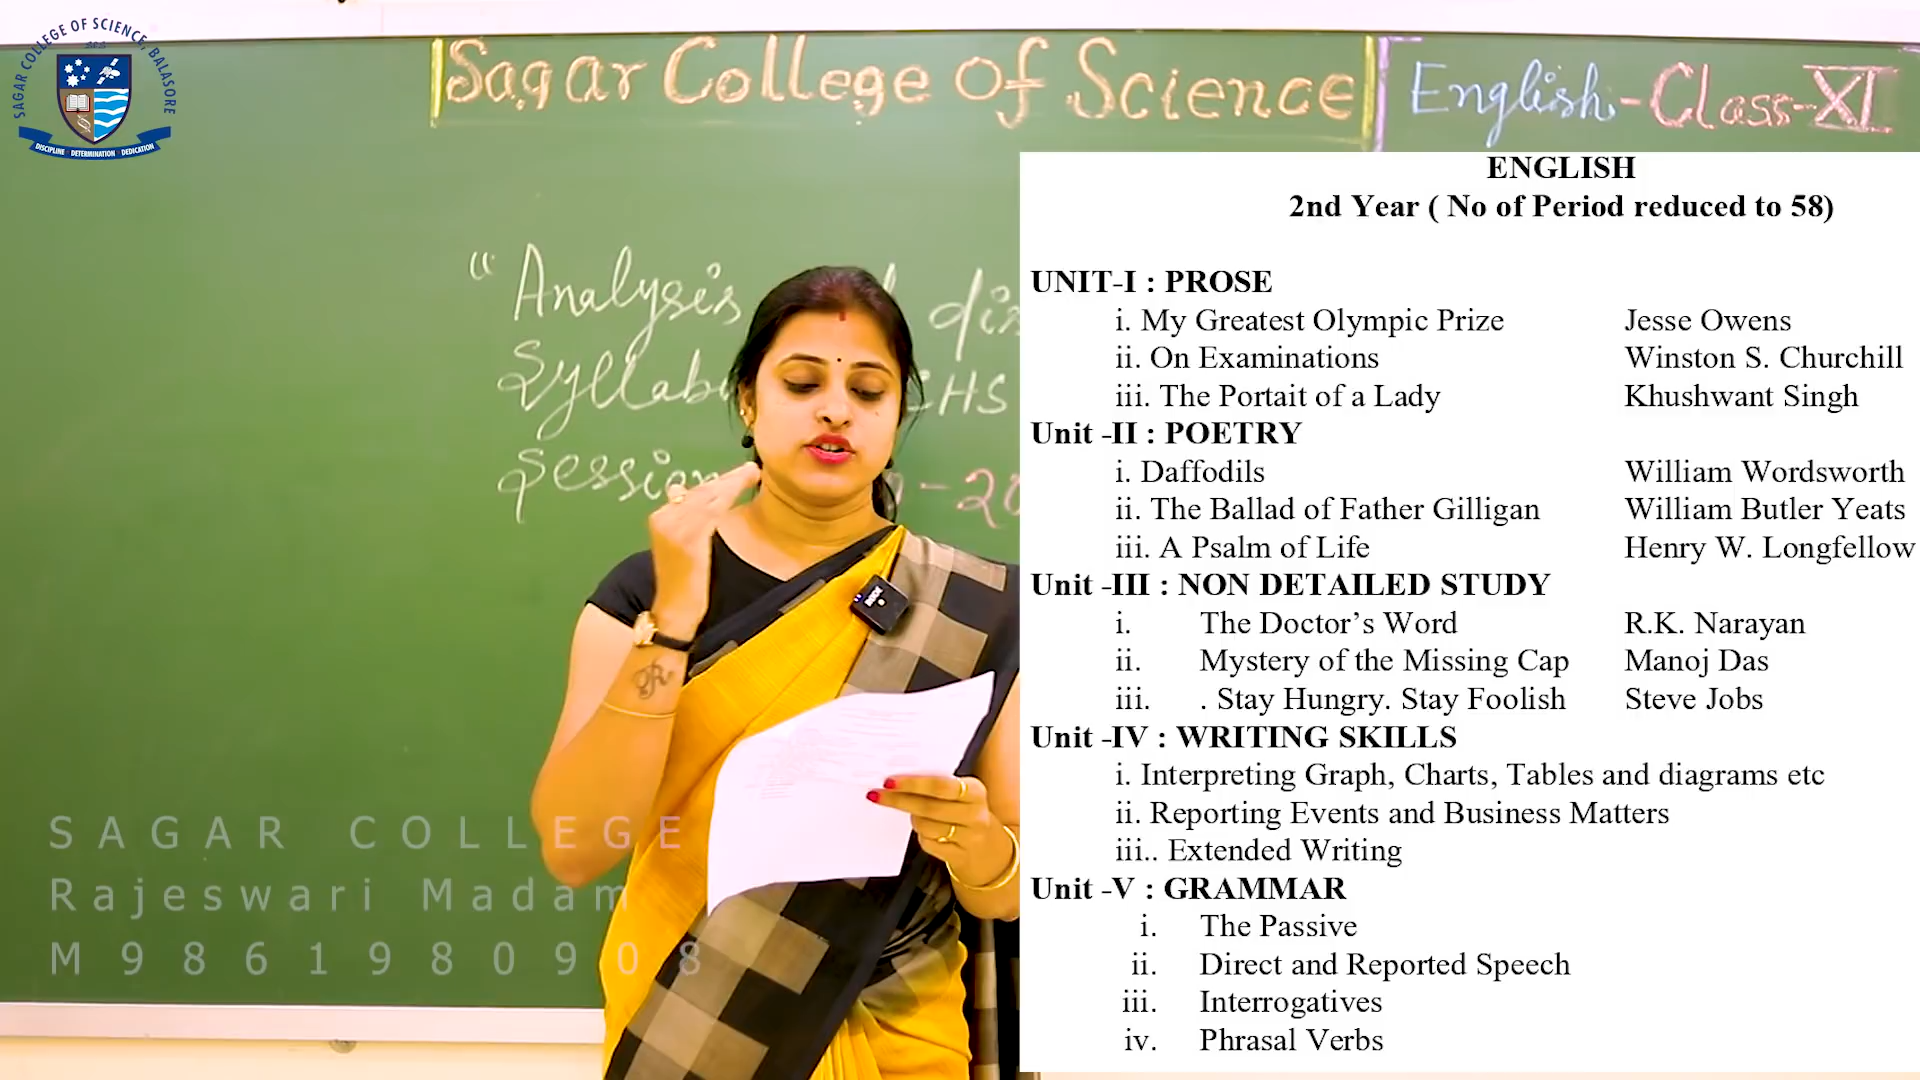 SAGAR COLLEGE OF SCIENCE, BALASORE
SCS
DISCIPLINE DETERMINATION DEDICATION
Sagar College Of Science
English-Class-XI
"Analysis
session
SAGAR COLLEGE
Rajeswari Madam
M9861980908
ENGLISH
2nd Year ( No of Period reduced to 58)
UNIT-I : PROSE
i. My Greatest Olympic Prize Jesse Owens
ii. On Examinations Winston S. Churchill
iii. The Portait of a Lady Khushwant Singh
Unit -II : POETRY
i. Daffodils William Wordsworth
ii. The Ballad of Father Gilligan William Butler Yeats
iii. A Psalm of Life Henry W. Longfellow
Unit -III : NON DETAILED STUDY
i. The Doctor’s Word R.K. Narayan
ii. Mystery of the Missing Cap Manoj Das
iii. . Stay Hungry. Stay Foolish Steve Jobs
Unit -IV : WRITING SKILLS
i. Interpreting Graph, Charts, Tables and diagrams etc
ii. Reporting Events and Business Matters
iii.. Extended Writing
Unit -V : GRAMMAR
i. The Passive
ii. Direct and Reported Speech
iii. Interrogatives
iv. Phrasal Verbs